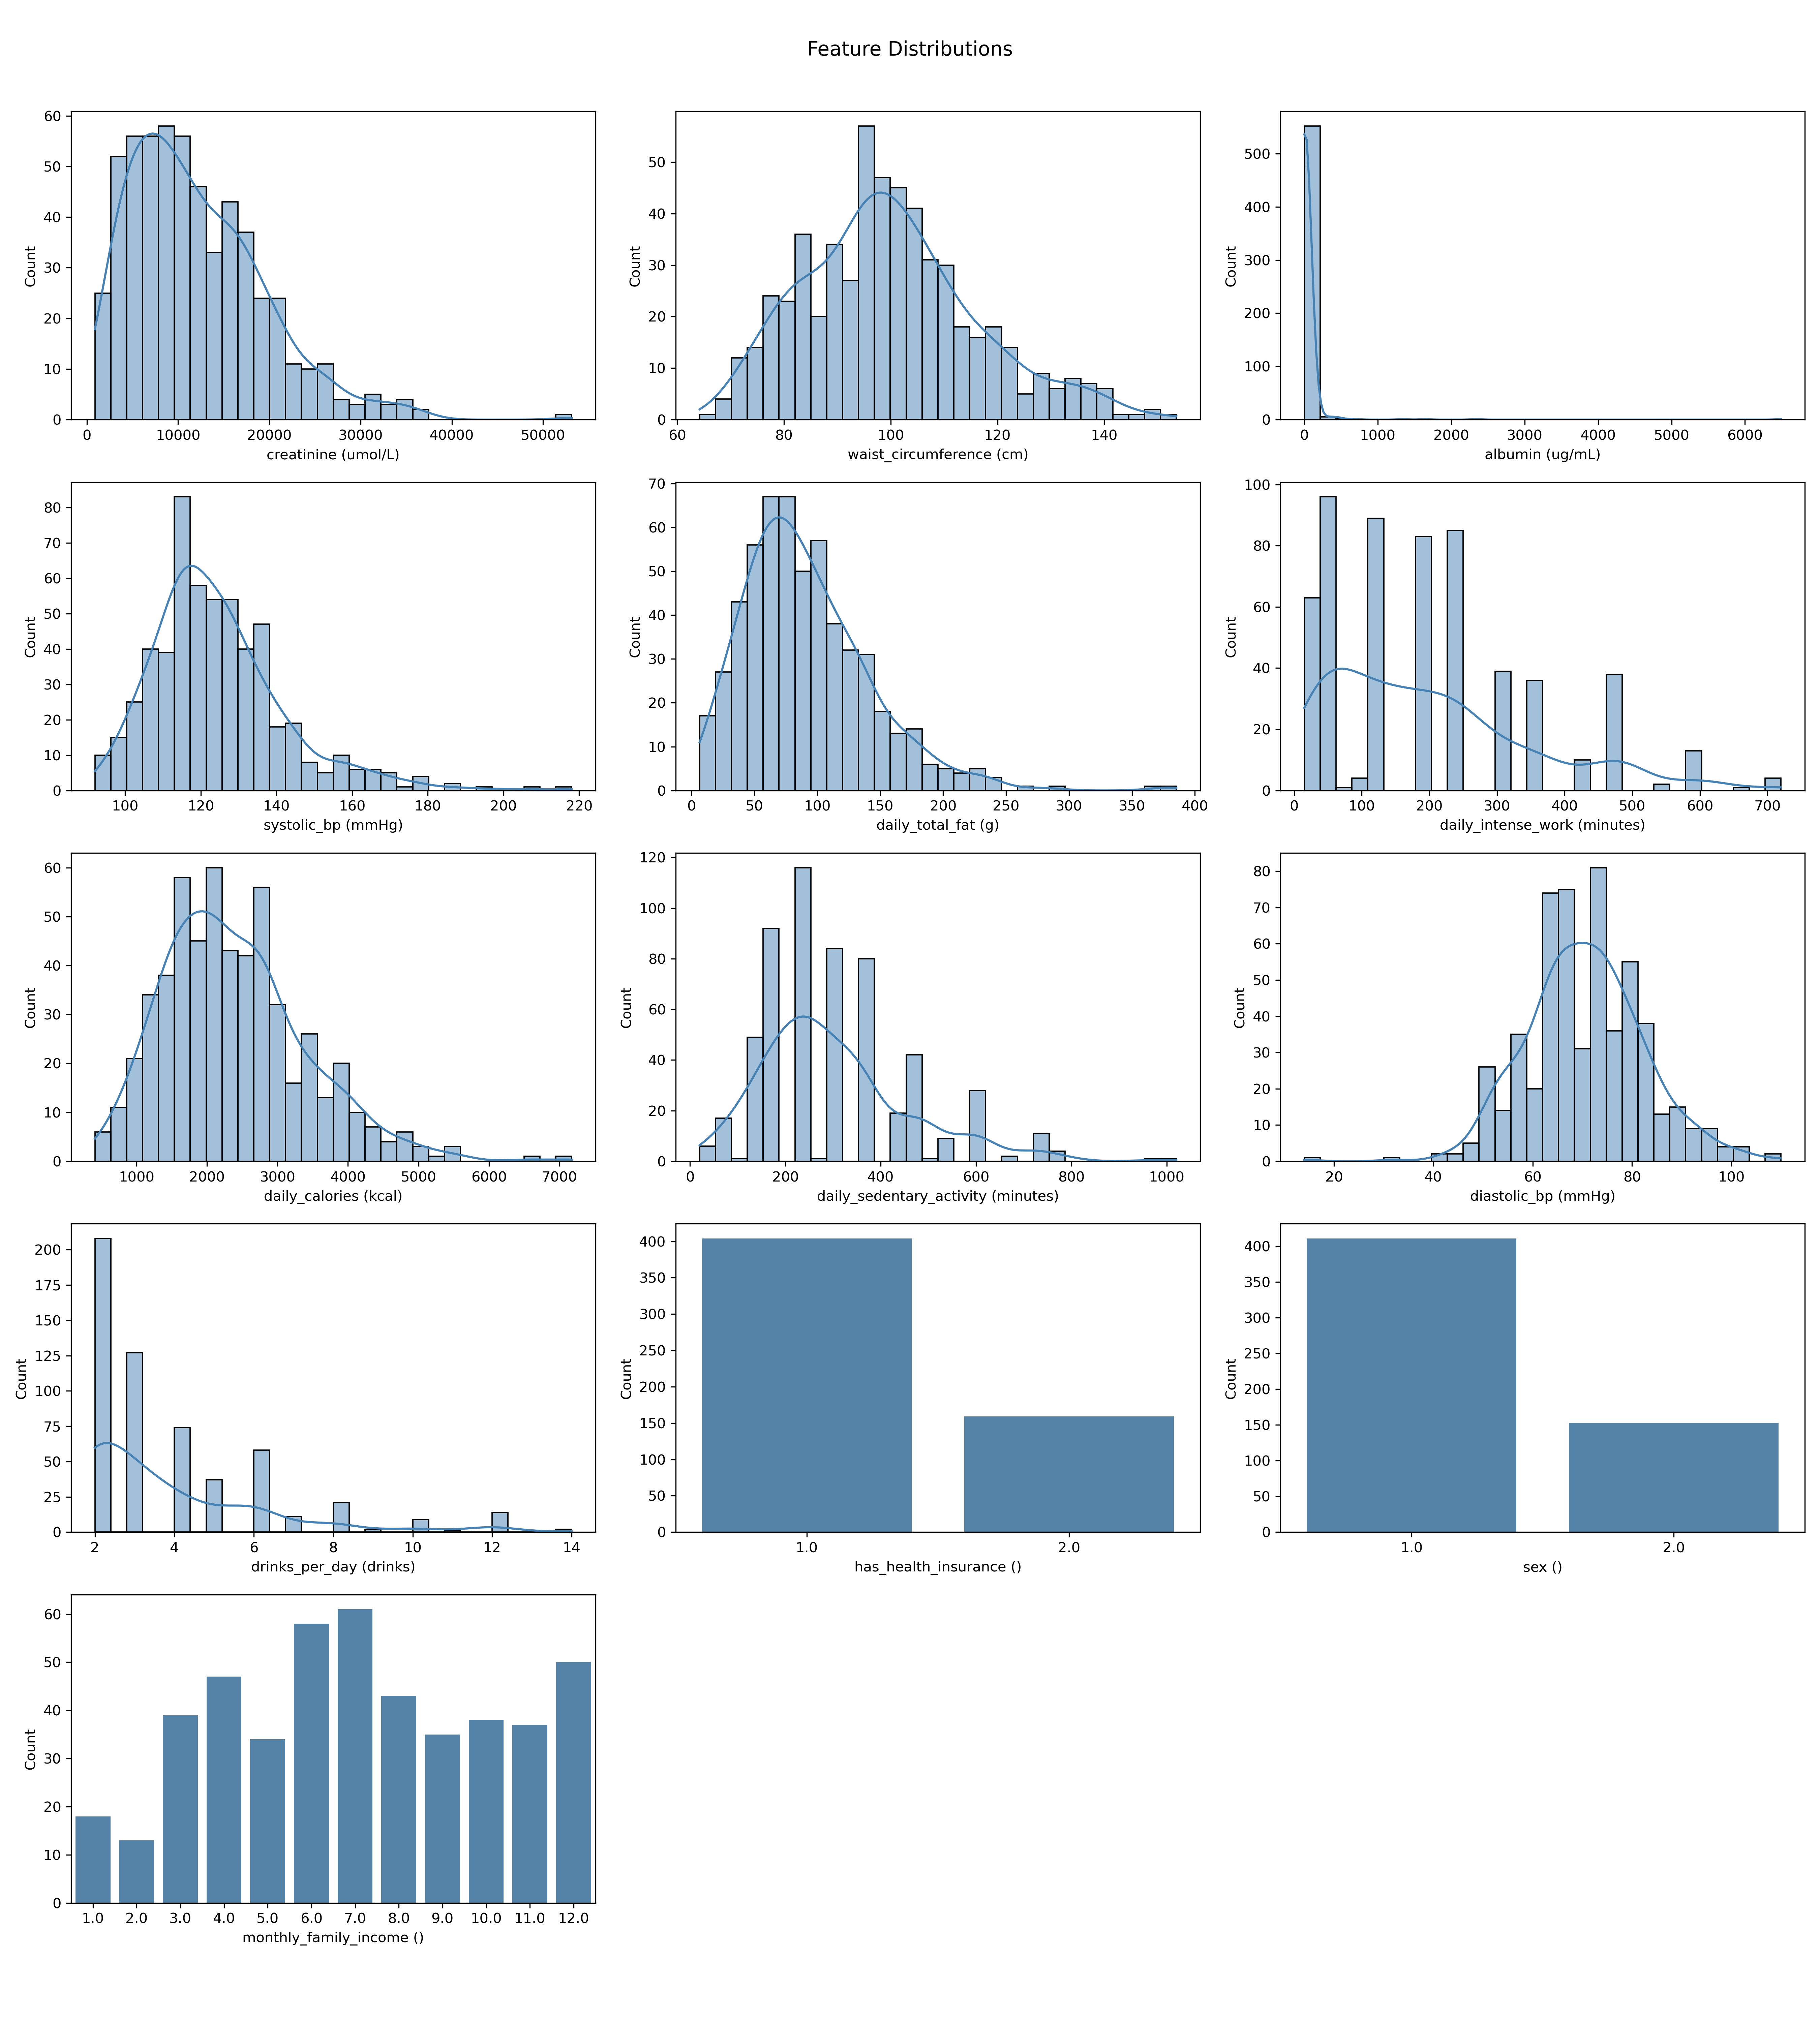 Feature Distributions
60
50
40
30
20
10
0
Count
0 10000 20000 30000 40000 50000
creatinine (umol/L)
50
40
30
20
10
0
Count
60 80 100 120 140
waist_circumference (cm)
500
400
300
200
100
0
Count
0 1000 2000 3000 4000 5000 6000
albumin (ug/mL)
80
70
60
50
40
30
20
10
0
Count
100 120 140 160 180 200 220
systolic_bp (mmHg)
70
60
50
40
30
20
10
0
Count
0 50 100 150 200 250 300 350 400
daily_total_fat (g)
100
80
60
40
20
0
Count
0 100 200 300 400 500 600 700
daily_intense_work (minutes)
60
50
40
30
20
10
0
Count
1000 2000 3000 4000 5000 6000 7000
daily_calories (kcal)
120
100
80
60
40
20
0
Count
0 200 400 600 800 1000
daily_sedentary_activity (minutes)
80
70
60
50
40
30
20
10
0
Count
20 40 60 80 100
diastolic_bp (mmHg)
200
175
150
125
100
75
50
25
0
Count
2 4 6 8 10 12 14
drinks_per_day (drinks)
400
350
300
250
200
150
100
50
0
Count
1.0 2.0
has_health_insurance ()
400
350
300
250
200
150
100
50
0
Count
1.0 2.0
sex ()
60
50
40
30
20
10
0
Count
1.0 2.0 3.0 4.0 5.0 6.0 7.0 8.0 9.0 10.0 11.0 12.0
monthly_family_income ()